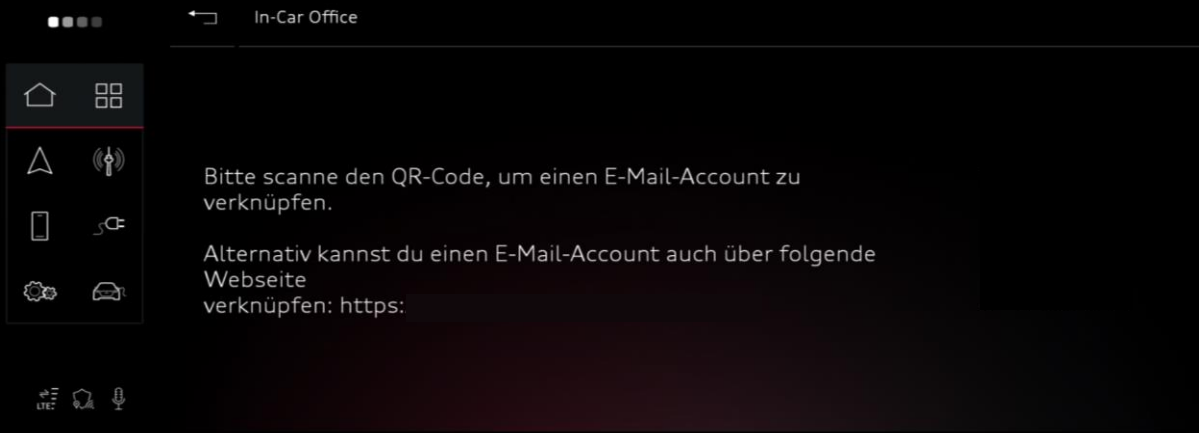 In-Car Office
Bitte scanne den QR-Code, um einen E-Mail-Account zu
verknüpfen.
Alternativ kannst du einen E-Mail-Account auch über folgende
Webseite
verknüpfen: https:
LTE